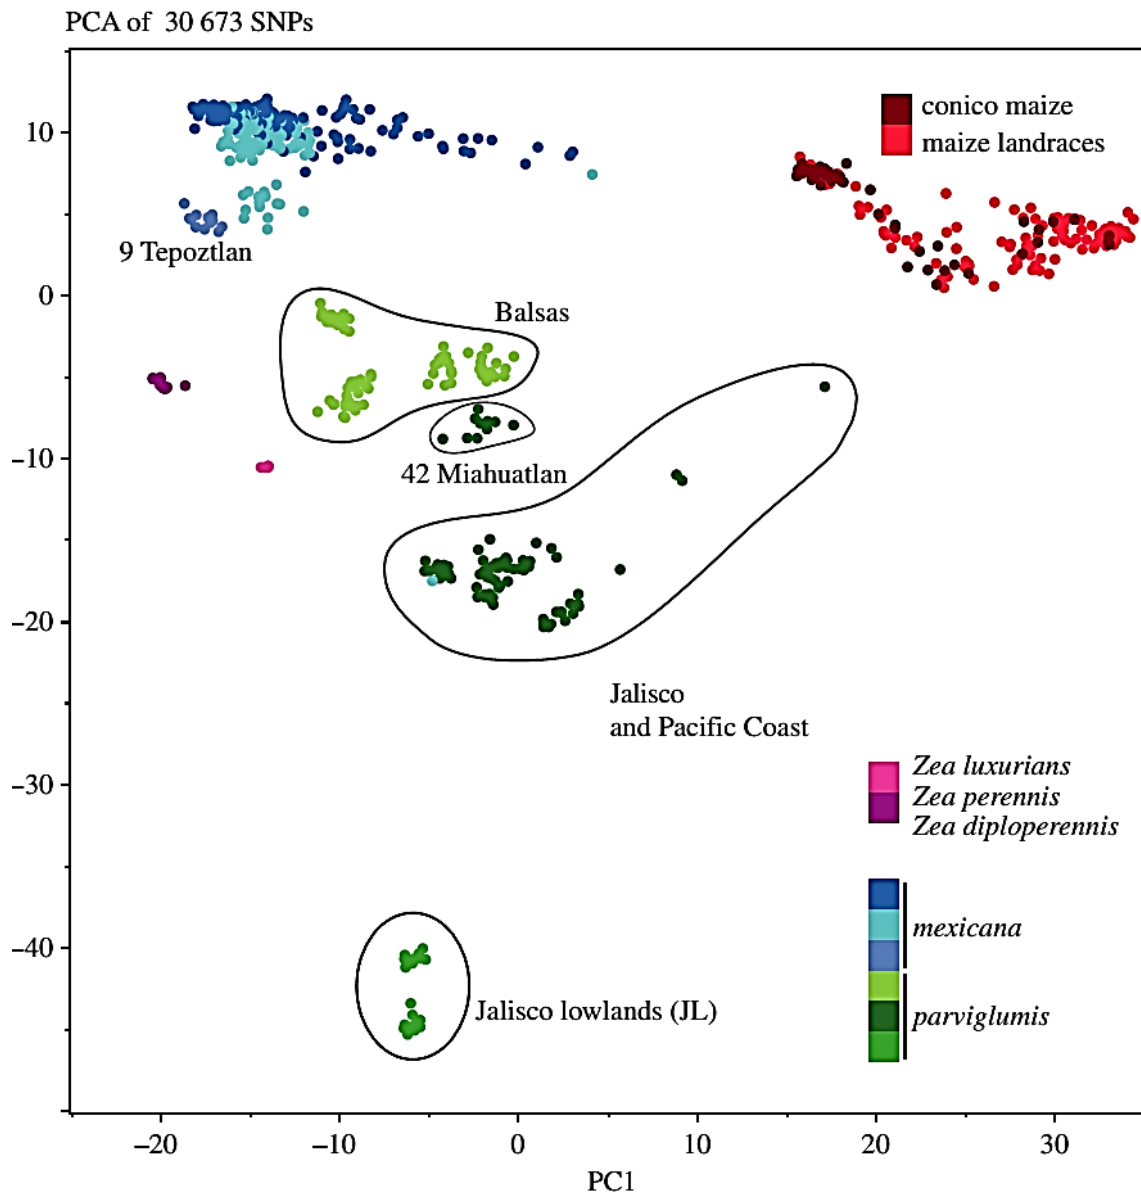 PCA of 30 673 SNPs
10
0
–10
–20
–30
–40
conico maize
maize landraces
9 Tepoztlan
Balsas
42 Miahuatlan
Jalisco
and Pacific Coast
Zea luxurians
Zea perennis
Zea diploperennis
mexicana
parviglumis
Jalisco lowlands (JL)
–20
–10
0
10
20
30
PC1